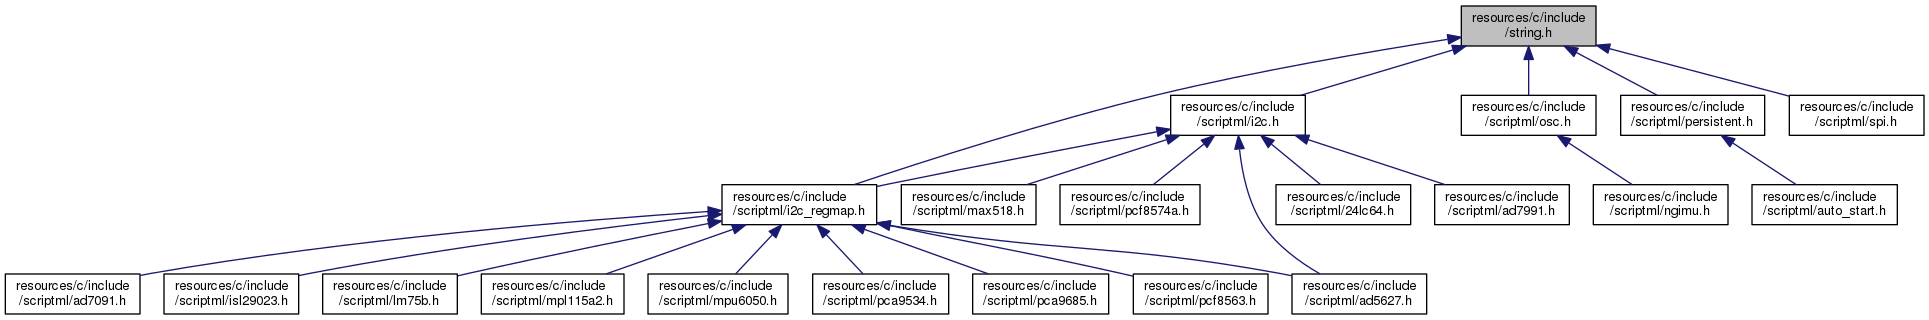 resources/c/include
/string.h
resources/c/include
/scriptml/i2c.h
resources/c/include
/scriptml/osc.h
resources/c/include
/scriptml/persistent.h
resources/c/include
/scriptml/spi.h
resources/c/include
/scriptml/i2c_regmap.h
resources/c/include
/scriptml/max518.h
resources/c/include
/scriptml/pcf8574a.h
resources/c/include
/scriptml/24lc64.h
resources/c/include
/scriptml/ad7991.h
resources/c/include
/scriptml/ngimu.h
resources/c/include
/scriptml/auto_start.h
resources/c/include
/scriptml/ad7091.h
resources/c/include
/scriptml/isl29023.h
resources/c/include
/scriptml/lm75b.h
resources/c/include
/scriptml/mpl115a2.h
resources/c/include
/scriptml/mpu6050.h
resources/c/include
/scriptml/pca9534.h
resources/c/include
/scriptml/pca9685.h
resources/c/include
/scriptml/pcf8563.h
resources/c/include
/scriptml/ad5627.h